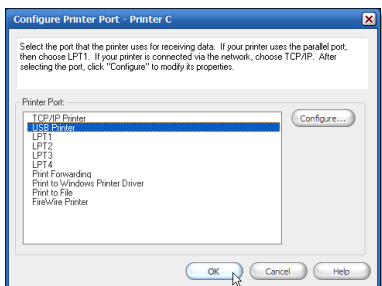 Configure Printer Port - Printer C
Select the port that the printer uses for receiving data. If your printer uses the parallel port,
then choose LPT1. If your printer is connected via the network, choose TCP/IP. After
selecting the port, click "Configure" to modify its properties.
Printer Port:
TCP/IP Printer
Configure...
USB Printer
LPT1
LPT2
LPT3
LPT4
Print Forwarding
Print to Windows Printer Driver
Print to File
FireWire Printer
OK Cancel Help